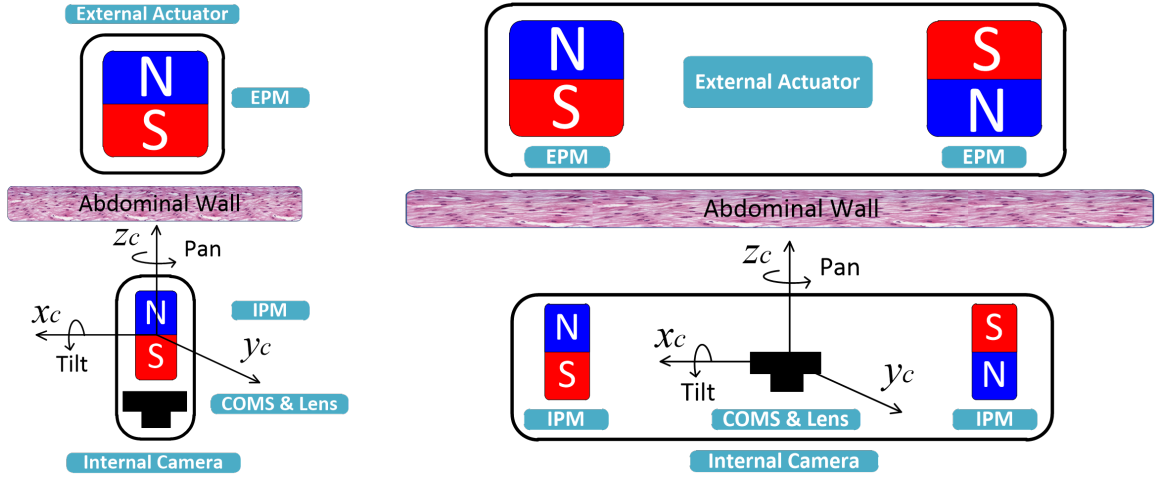 External Actuator
N
S
EPM
Abdominal Wall
zc
Pan
N
IPM
xc
S
Tilt
yc
COMS & Lens
Internal Camera
N
S
External Actuator
S
N
EPM
EPM
Abdominal Wall
zc
Pan
N
S
xc
Tilt
yc
S
N
IPM
COMS & Lens
IPM
Internal Camera